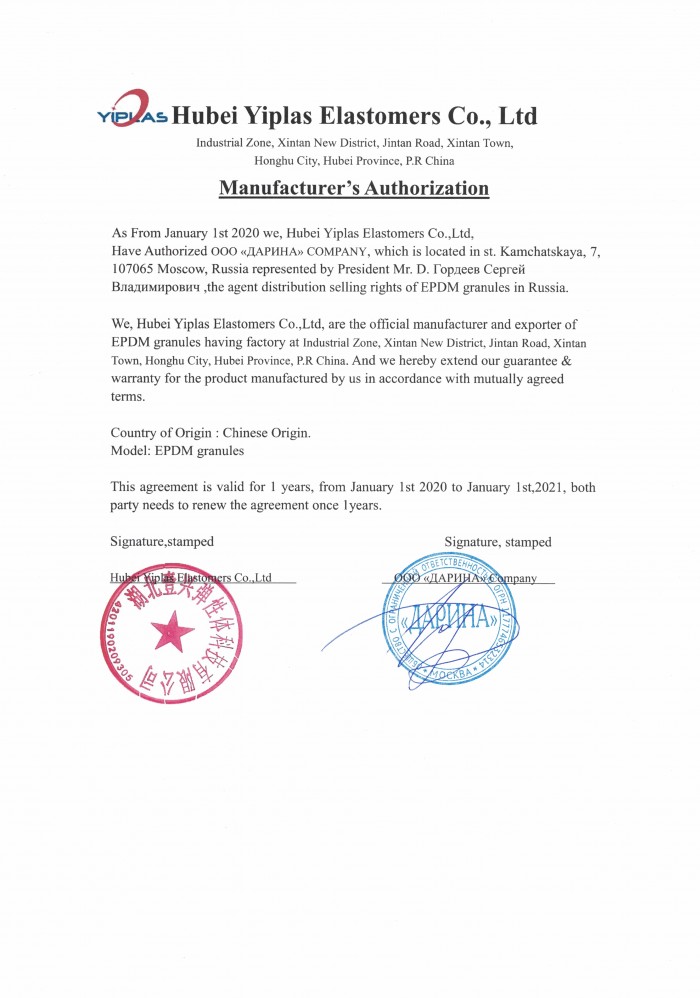 YIPLAS Hubei Yiplas Elastomers Co., Ltd
Industrial Zone, Xintan New District, Jintan Road, Xintan Town,
Honghu City, Hubei Province, P.R China
Manufacturer's Authorization
As From January 1st 2020 we, Hubei Yiplas Elastomers Co.,Ltd,
Have Authorized ООО «ДАРИНА» COMPANY, which is located in st. Kamchatskaya, 7,
107065 Moscow, Russia represented by President Mr. D. Гордеев Сергей
Владимирович ,the agent distribution selling rights of EPDM granules in Russia.
We, Hubei Yiplas Elastomers Co.,Ltd, are the official manufacturer and exporter of
EPDM granules having factory at Industrial Zone, Xintan New District, Jintan Road, Xintan
Town, Honghu City, Hubei Province, P.R China. And we hereby extend our guarantee &
warranty for the product manufactured by us in accordance with mutually agreed
terms.
Country of Origin : Chinese Origin.
Model: EPDM granules
This agreement is valid for 1 years, from January 1st 2020 to January 1st,2021, both
party needs to renew the agreement once 1years.
Signature,stamped
Signature, stamped
Hubei Yiplas Elastomers Co.,Ltd
ООО «ДАРИНА» Company
湖北壹夫弹性体科技有限公司
4201190209305
ОБЩЕСТВО С ОГРАНИЧЕННОЙ ОТВЕТСТВЕННОСТЬЮ ОГРН
«ДАРИНА»
МОСКВА